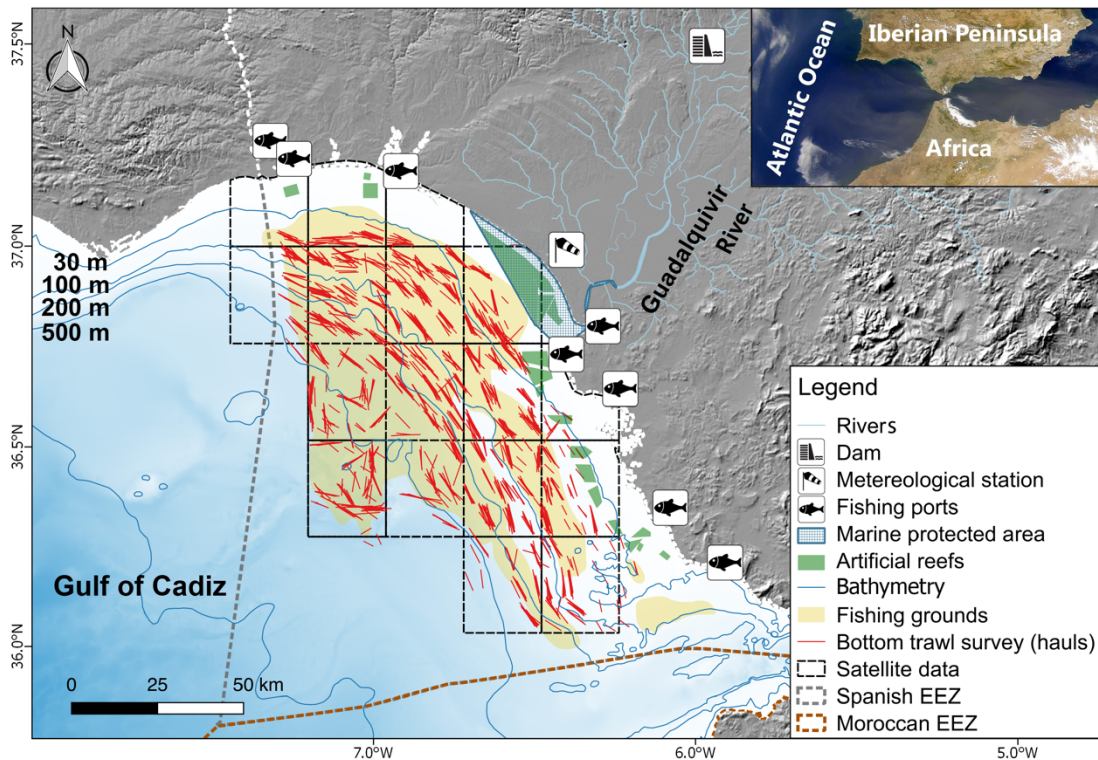 37.5°N
37.0°N
36.5°N
36.0°N
N
30 m
100 m
200 m
500 m
Guadalquivir
River
Gulf of Cadiz
0 25 50 km
7.0°W
6.0°W
5.0°W
Atlantic Ocean
Iberian Peninsula
Africa
Legend
Rivers
Dam
Metereological station
Fishing ports
Marine protected area
Artificial reefs
Bathymetry
Fishing grounds
Bottom trawl survey (hauls)
Satellite data
Spanish EEZ
Moroccan EEZ